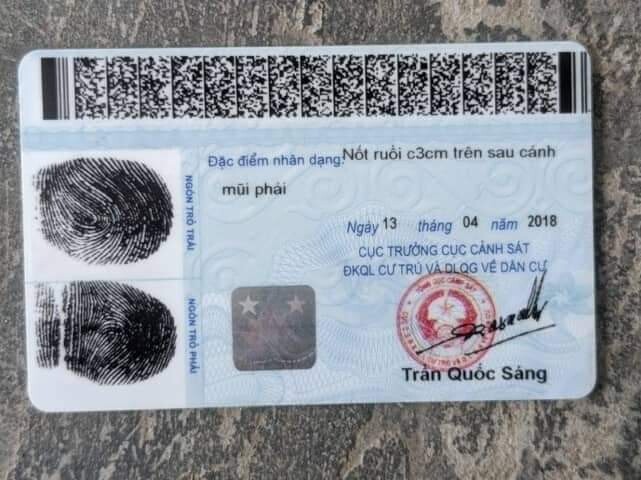 Đặc điểm nhân dạng: Nốt ruồi c3cm trên sau cánh
mũi phải
NGÓN TRỎ TRÁI
Ngày 13 tháng 04 năm 2018
CỤC TRƯỞNG CỤC CẢNH SÁT
ĐKQL CƯ TRÚ VÀ DLQG VỀ DÂN CƯ
NGÓN TRỎ PHẢI
Trần Quốc Sảng